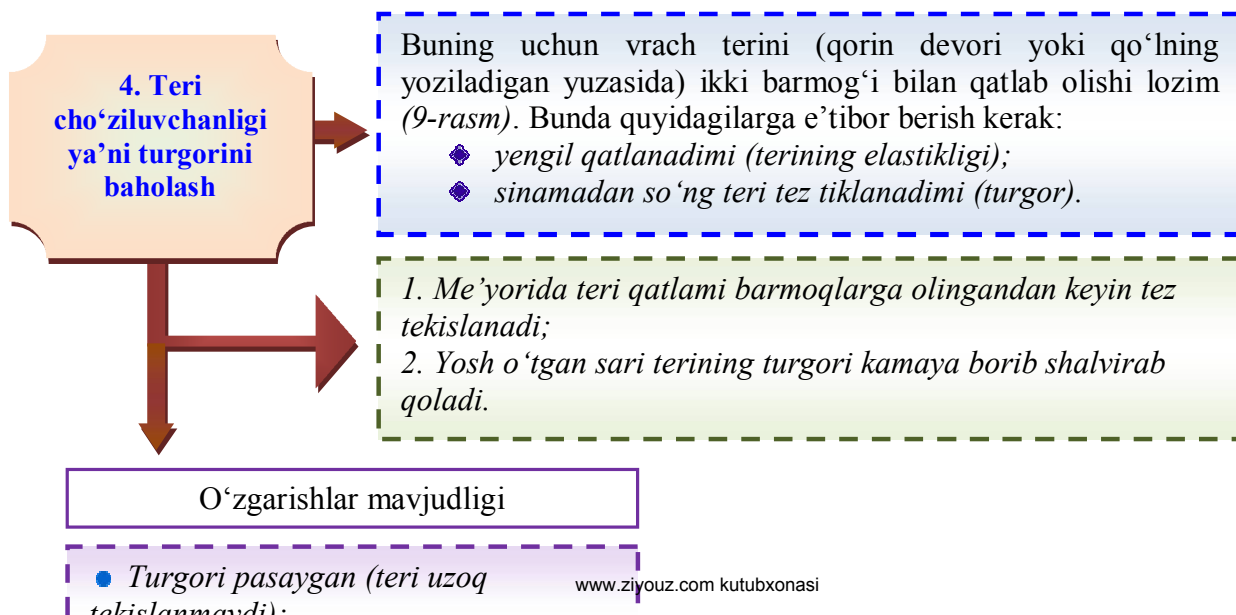 4. Teri
cho‘ziluvchanligi
ya’ni turgorini
baholash
Buning uchun vrach terini (qorin devori yoki qo‘lning
yoziladigan yuzasida) ikki barmog‘i bilan qatlab olishi lozim
(9-rasm). Bunda quyidagilarga e’tibor berish kerak:
yengil qatlanadimi (terining elastikligi);
sinamadan so‘ng teri tez tiklanadimi (turgor).
1. Me’yorida teri qatlami barmoqlarga olingandan keyin tez
tekislanadi;
2. Yosh o‘tgan sari terining turgori kamaya borib shalvirab
qoladi.
O‘zgarishlar mavjudligi
Turgori pasaygan (teri uzoq
tekislanmaydi);
www.ziyouz.com kutubxonasi